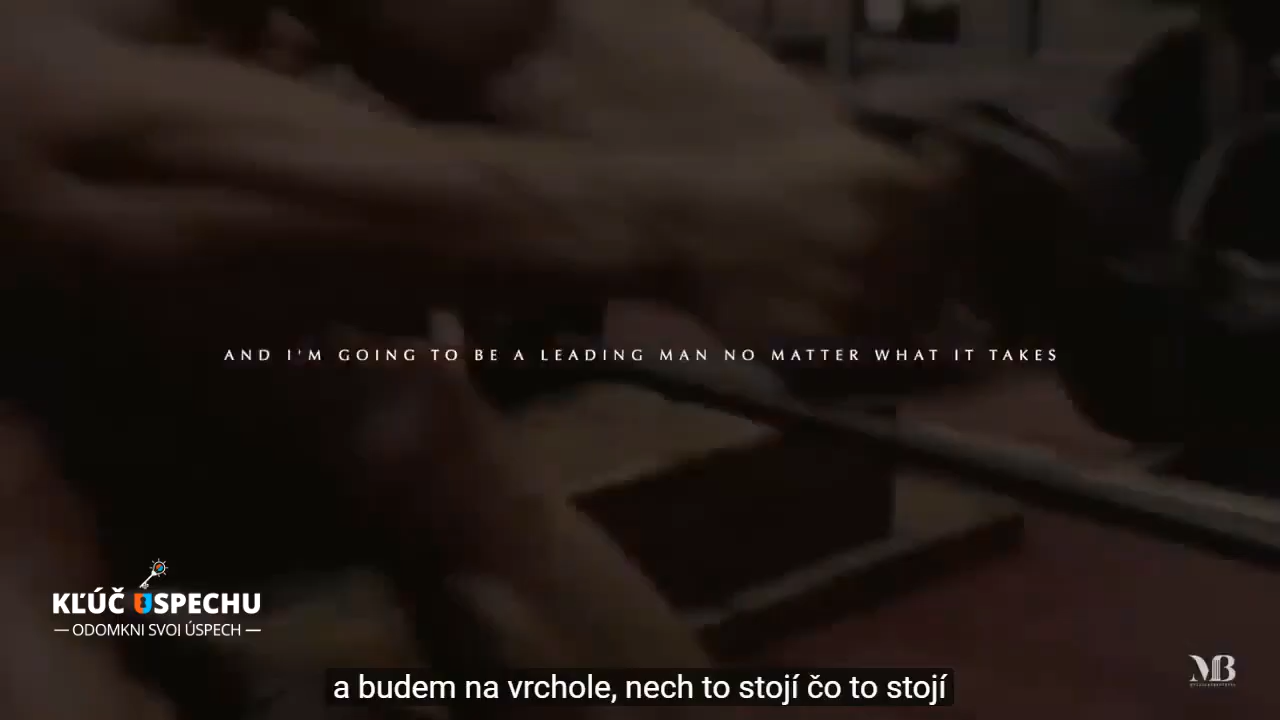 AND I'M GOING TO BE A LEADING MAN NO MATTER WHAT IT TAKES
KĽÚČ ÚSPECHU
— ODOMKNI SVOJ ÚSPECH —
MB
a budem na vrchole, nech to stojí čo to stojí